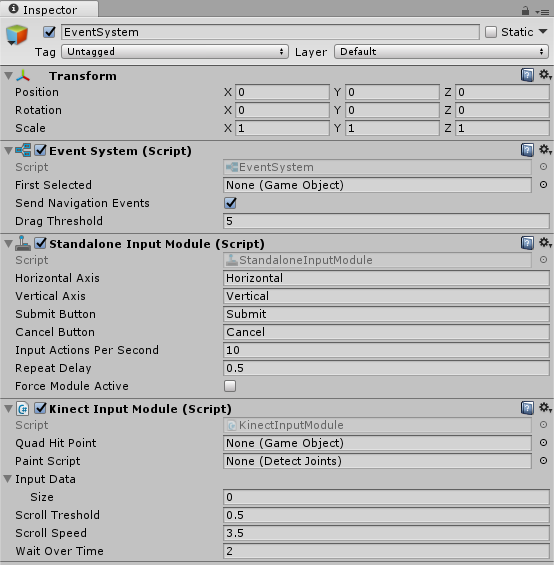 Inspector
EventSystem Static
Tag Untagged Layer Default
Transform
Position X 0 Y 0 Z 0
Rotation X 0 Y 0 Z 0
Scale X 1 Y 1 Z 1
Event System (Script)
Script EventSystem
First Selected None (Game Object)
Send Navigation Events
Drag Threshold 5
Standalone Input Module (Script)
Script StandaloneInputModule
Horizontal Axis Horizontal
Vertical Axis Vertical
Submit Button Submit
Cancel Button Cancel
Input Actions Per Second 10
Repeat Delay 0.5
Force Module Active
Kinect Input Module (Script)
Script KinectInputModule
Quad Hit Point None (Game Object)
Paint Script None (Detect Joints)
Input Data
Size 0
Scroll Treshold 0.5
Scroll Speed 3.5
Wait Over Time 2